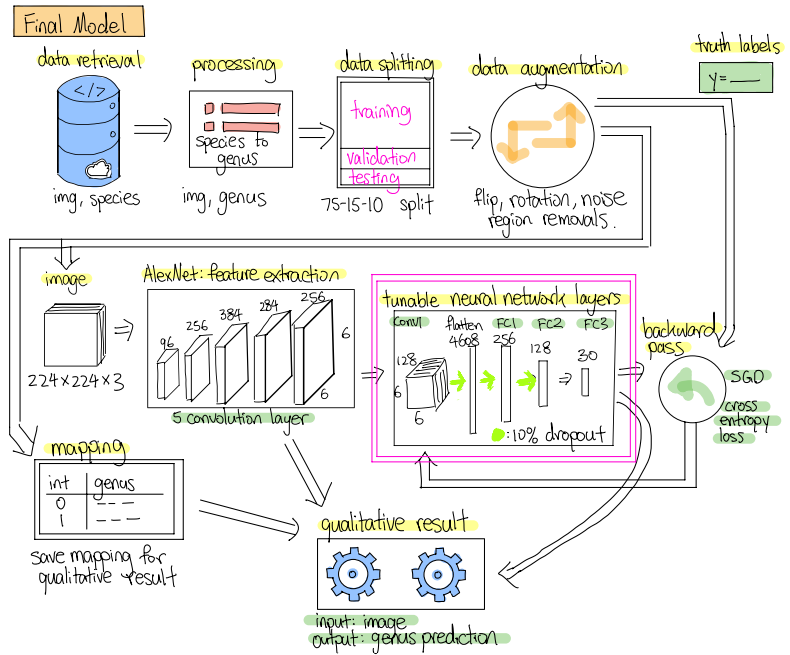 Final Model
data retrieval
processing
data splitting
data augmentation
truth labels
</>
species to
genus
training
validation
testing
y=
img, species
img, genus
75-15-10 split
flip, rotation, noise
region removals.
image
224×224×3
AlexNet: feature extraction
96
256
384
284
256
6
6
5 convolution layer
tunable neural network layers
Conv1
flatten
4608
FC1
256
FC2
128
FC3
30
128
6
6
: 10% dropout
backward
pass
SGD
cross
entropy
loss
mapping
int genus
0 ---
1 ---
save mapping for
qualitative result
qualitative result
input: image
output: genus prediction